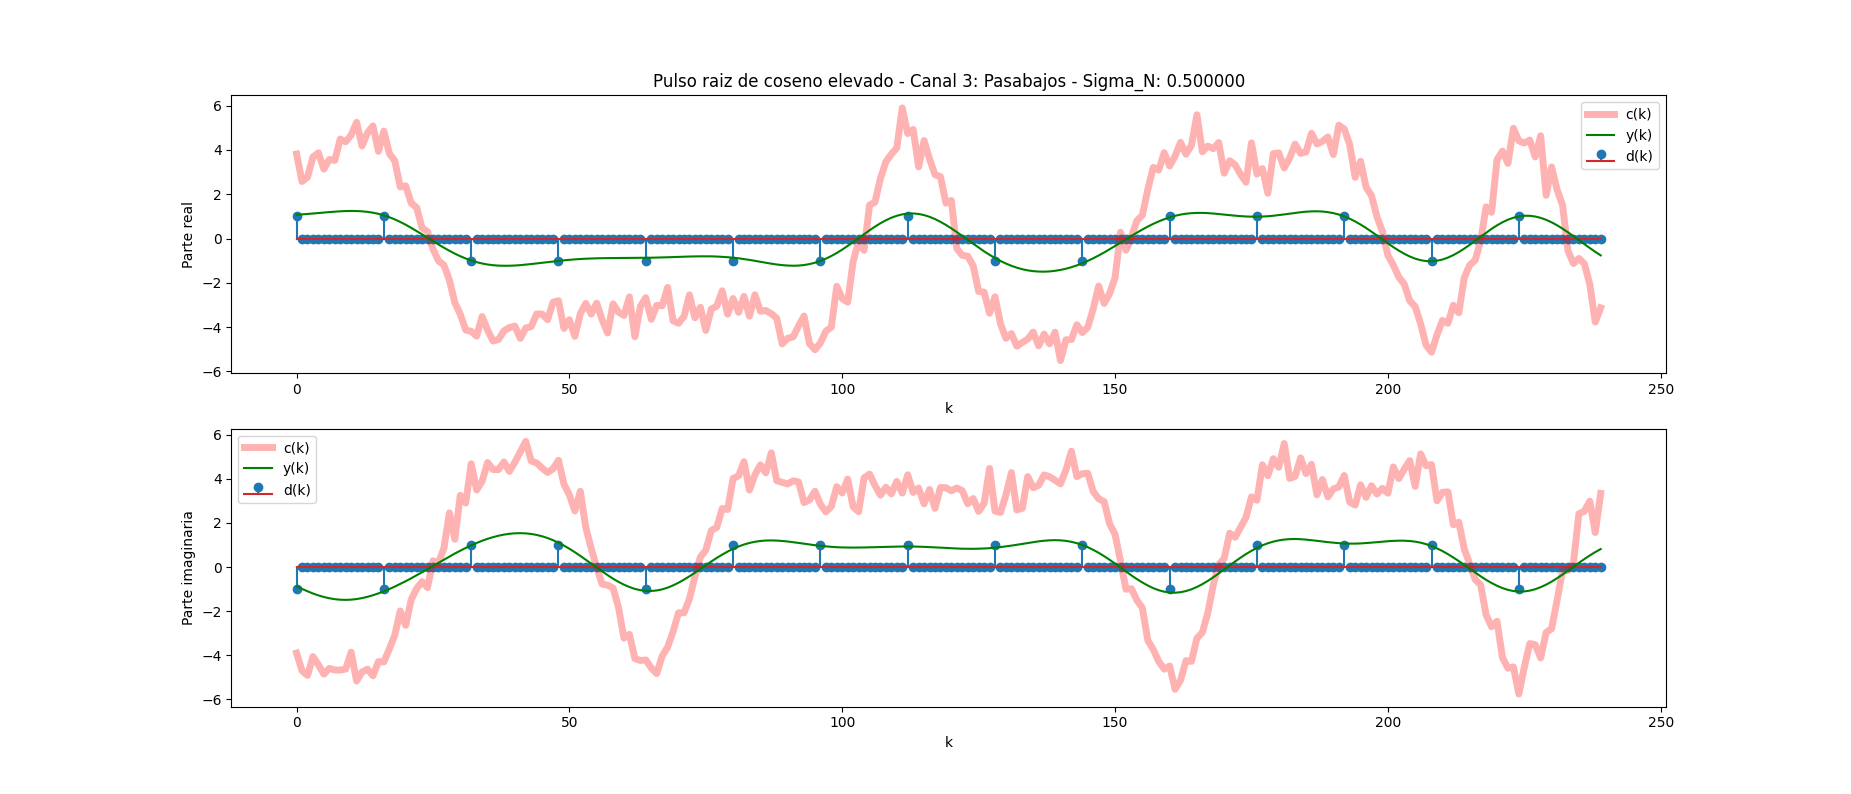 Pulso raiz de coseno elevado - Canal 3: Pasabajos - Sigma_N: 0.500000
Parte real
6
4
2
0
−2
−4
−6
c(k)
y(k)
d(k)
0 50 100 150 200 250
k
Parte imaginaria
6
4
2
0
−2
−4
−6
c(k)
y(k)
d(k)
0 50 100 150 200 250
k